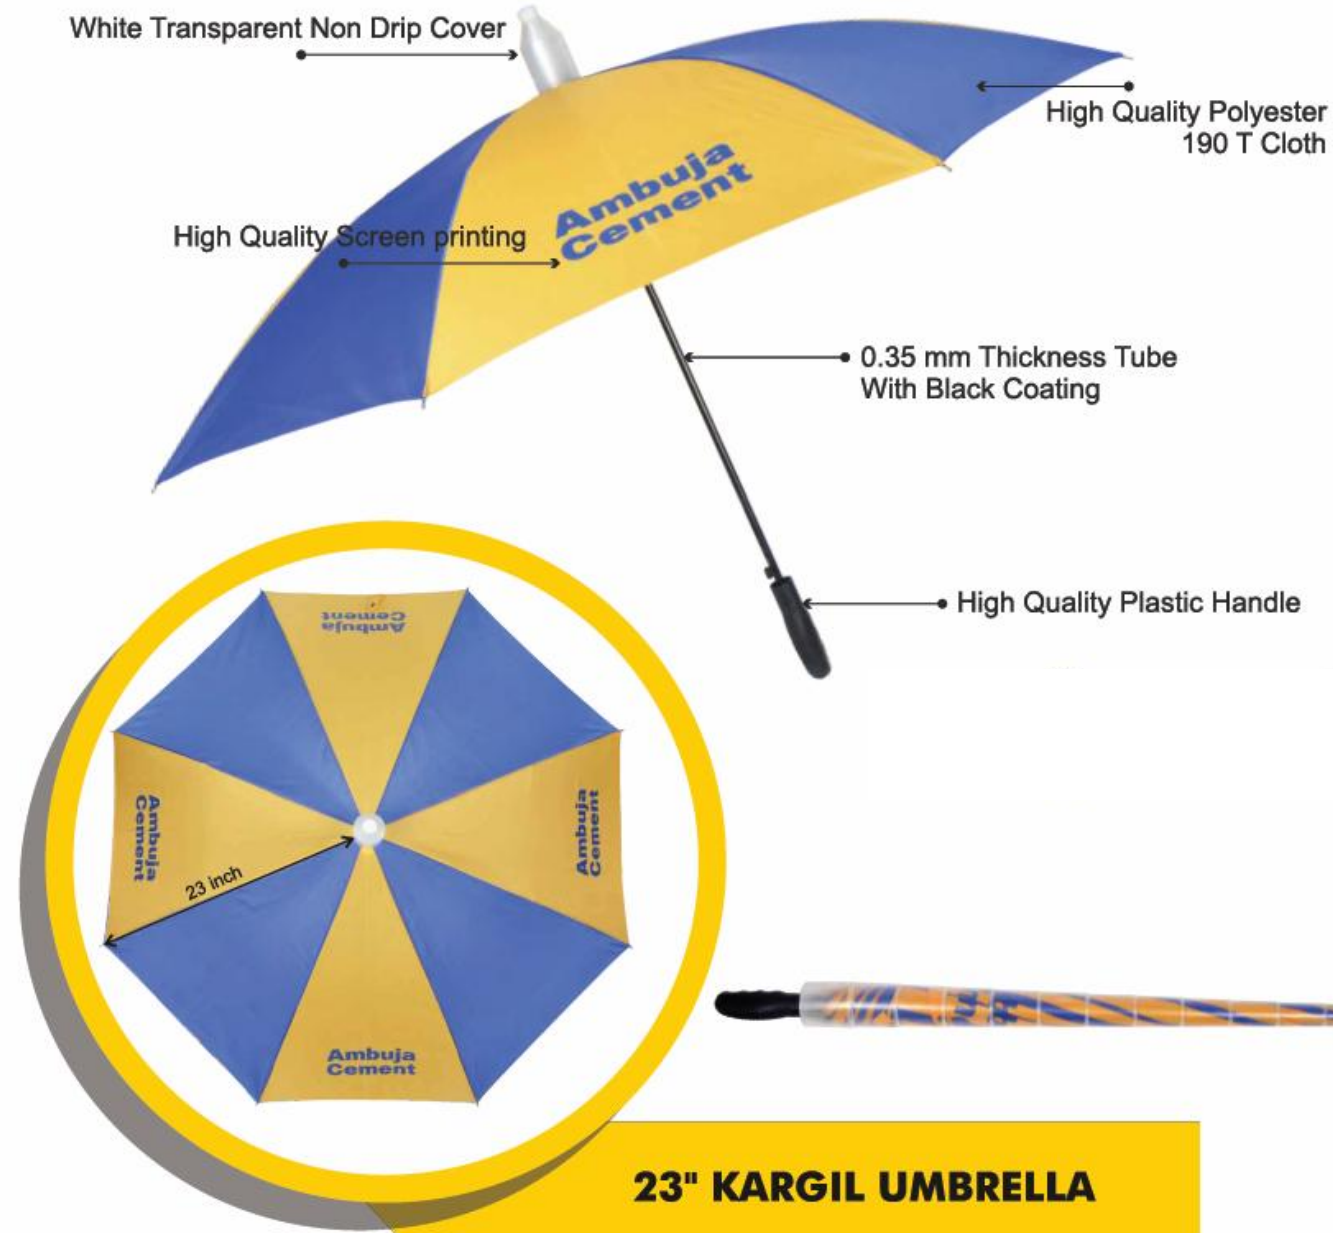 White Transparent Non Drip Cover
High Quality Polyester
190 T Cloth
Ambuja
Cement
High Quality Screen printing
0.35 mm Thickness Tube
With Black Coating
High Quality Plastic Handle
Ambuja
Cement
Ambuja
Cement
Ambuja
Cement
23 inch
Ambuja
Cement
23" KARGIL UMBRELLA